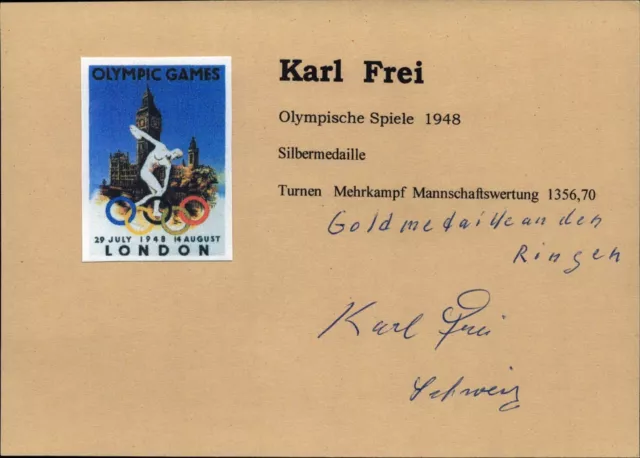 OLYMPIC GAMES
29 JULY 1948 14 AUGUST
LONDON
Karl Frei
Olympische Spiele 1948
Silbermedaille
Turnen Mehrkampf Mannschaftswertung 1356,70
Goldmedaille an den
Ringen
Karl Frei
Schweiz